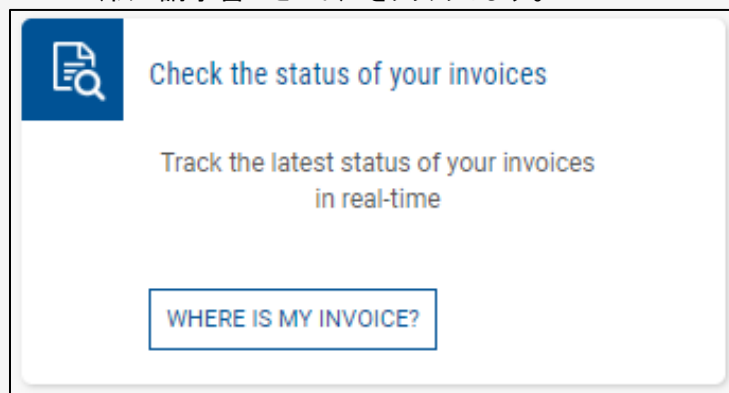 Check the status of your invoices
Track the latest status of your invoices
in real-time
WHERE IS MY INVOICE?